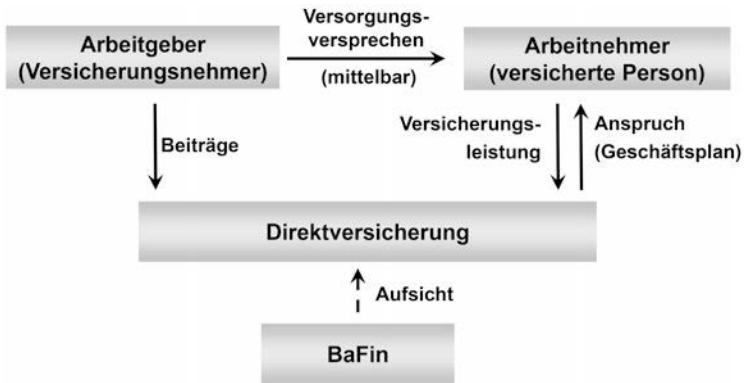 Arbeitgeber
(Versicherungsnehmer)
Versorgungs-
versprechen
(mittelbar)
Arbeitnehmer
(versicherte Person)
Beiträge
Versicherungs-
leistung
Anspruch
(Geschäftsplan)
Direktversicherung
Aufsicht
BaFin